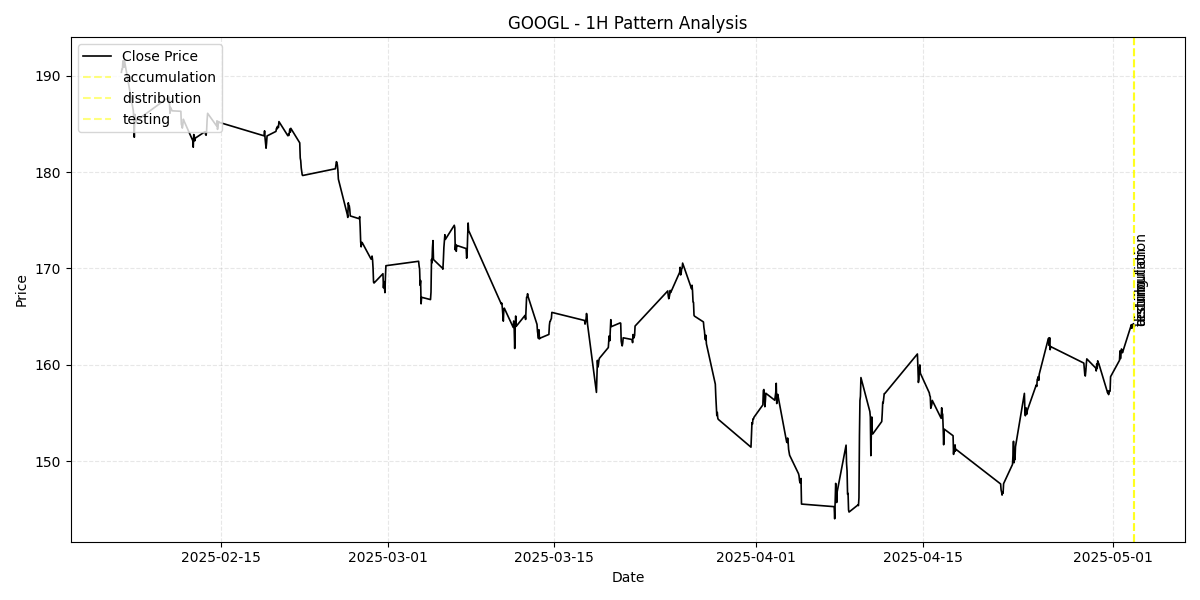 GOOGL - 1H Pattern Analysis
Close Price
accumulation
distribution
testing
190
180
170
160
150
Price
2025-02-15
2025-03-01
2025-03-15
2025-04-01
2025-04-15
2025-05-01
Date